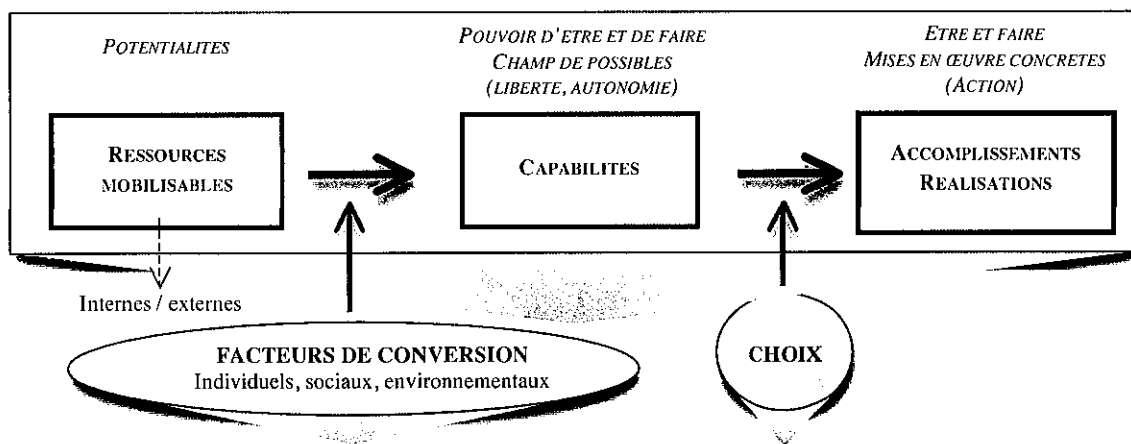 POTENTIALITES
POUVOIR D'ETRE ET DE FAIRE
CHAMP DE POSSIBLES
(LIBERTE, AUTONOMIE)
ETRE ET FAIRE
MISES EN ŒUVRE CONCRETES
(ACTION)
RESSOURCES
MOBILISABLES
CAPABILITES
ACCOMPLISSEMENTS
REALISATIONS
Internes / externes
FACTEURS DE CONVERSION
Individuels, sociaux, environnementaux
CHOIX